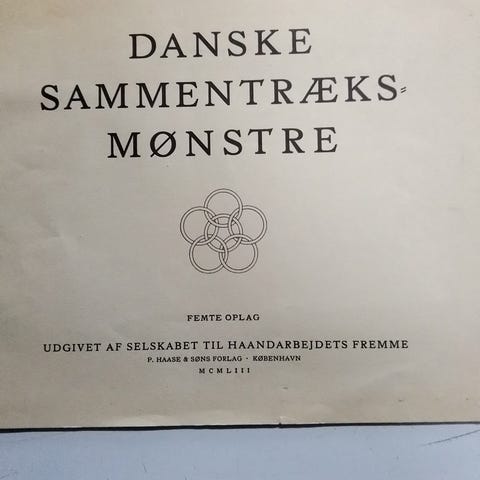 DANSKE
SAMMENTRÆKS-
MØNSTRE
FEMTE OPLAG
UDGIVET AF SELSKABET TIL HAANDARBEJDETS FREMME
P. HAASE & SØNS FORLAG · KØBENHAVN
MCMLIII